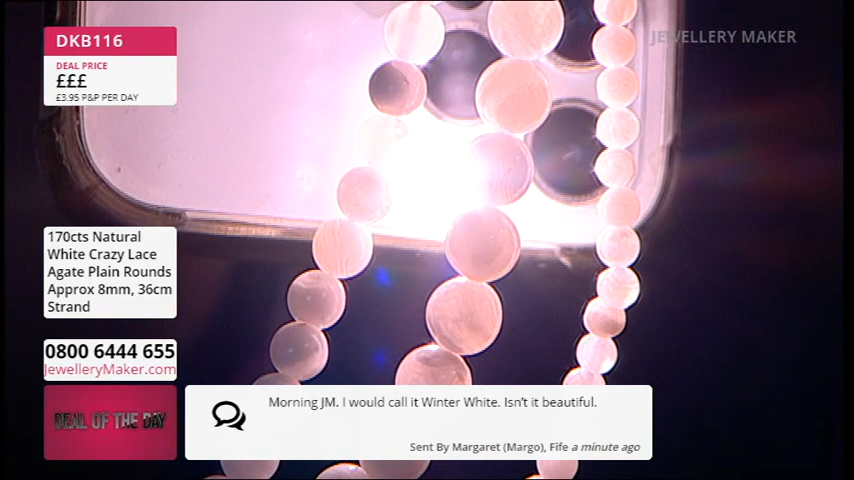 DKB116
DEAL PRICE
£££
£3.95 P&P PER DAY
JEWELLERY MAKER
170cts Natural
White Crazy Lace
Agate Plain Rounds
Approx 8mm, 36cm
Strand
0800 6444 655
JewelleryMaker.com
DEAL OF THE DAY
Morning JM. I would call it Winter White. Isn't it beautiful.
Sent By Margaret (Margo), Fife a minute ago